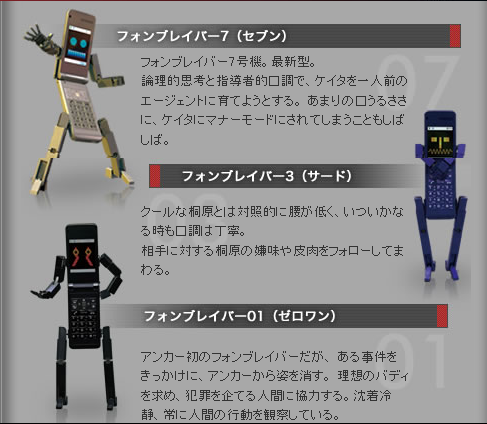 フォンブレイバー7（セブン）
フォンブレイバー7号機。最新型。
論理的思考と指導者的口調で、ケイタを一人前の
エージェントに育てようとする。あまりの口うるささ
に、ケイタにマナーモードにされてしまうこともしば
しば。
07
フォンブレイバー3（サード）
クールな桐原とは対照的に腰が低く、いついかな
る時も口調は丁寧。
相手に対する桐原の嫌味や皮肉をフォローしてま
わる。
03
フォンブレイバー01（ゼロワン）
アンカー初のフォンブレイバーだが、ある事件を
きっかけに、アンカーから姿を消す。理想のバディ
を求め、犯罪を企てる人間に協力する。沈着冷
静、常に人間の行動を観察している。
01